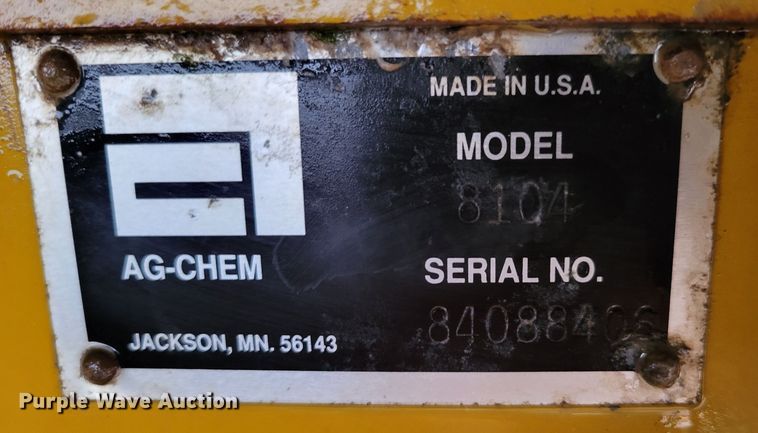 MADE IN U.S.A.
MODEL
8104
AG-CHEM
SERIAL NO.
84088406
JACKSON, MN. 56143
Purple Wave Auction